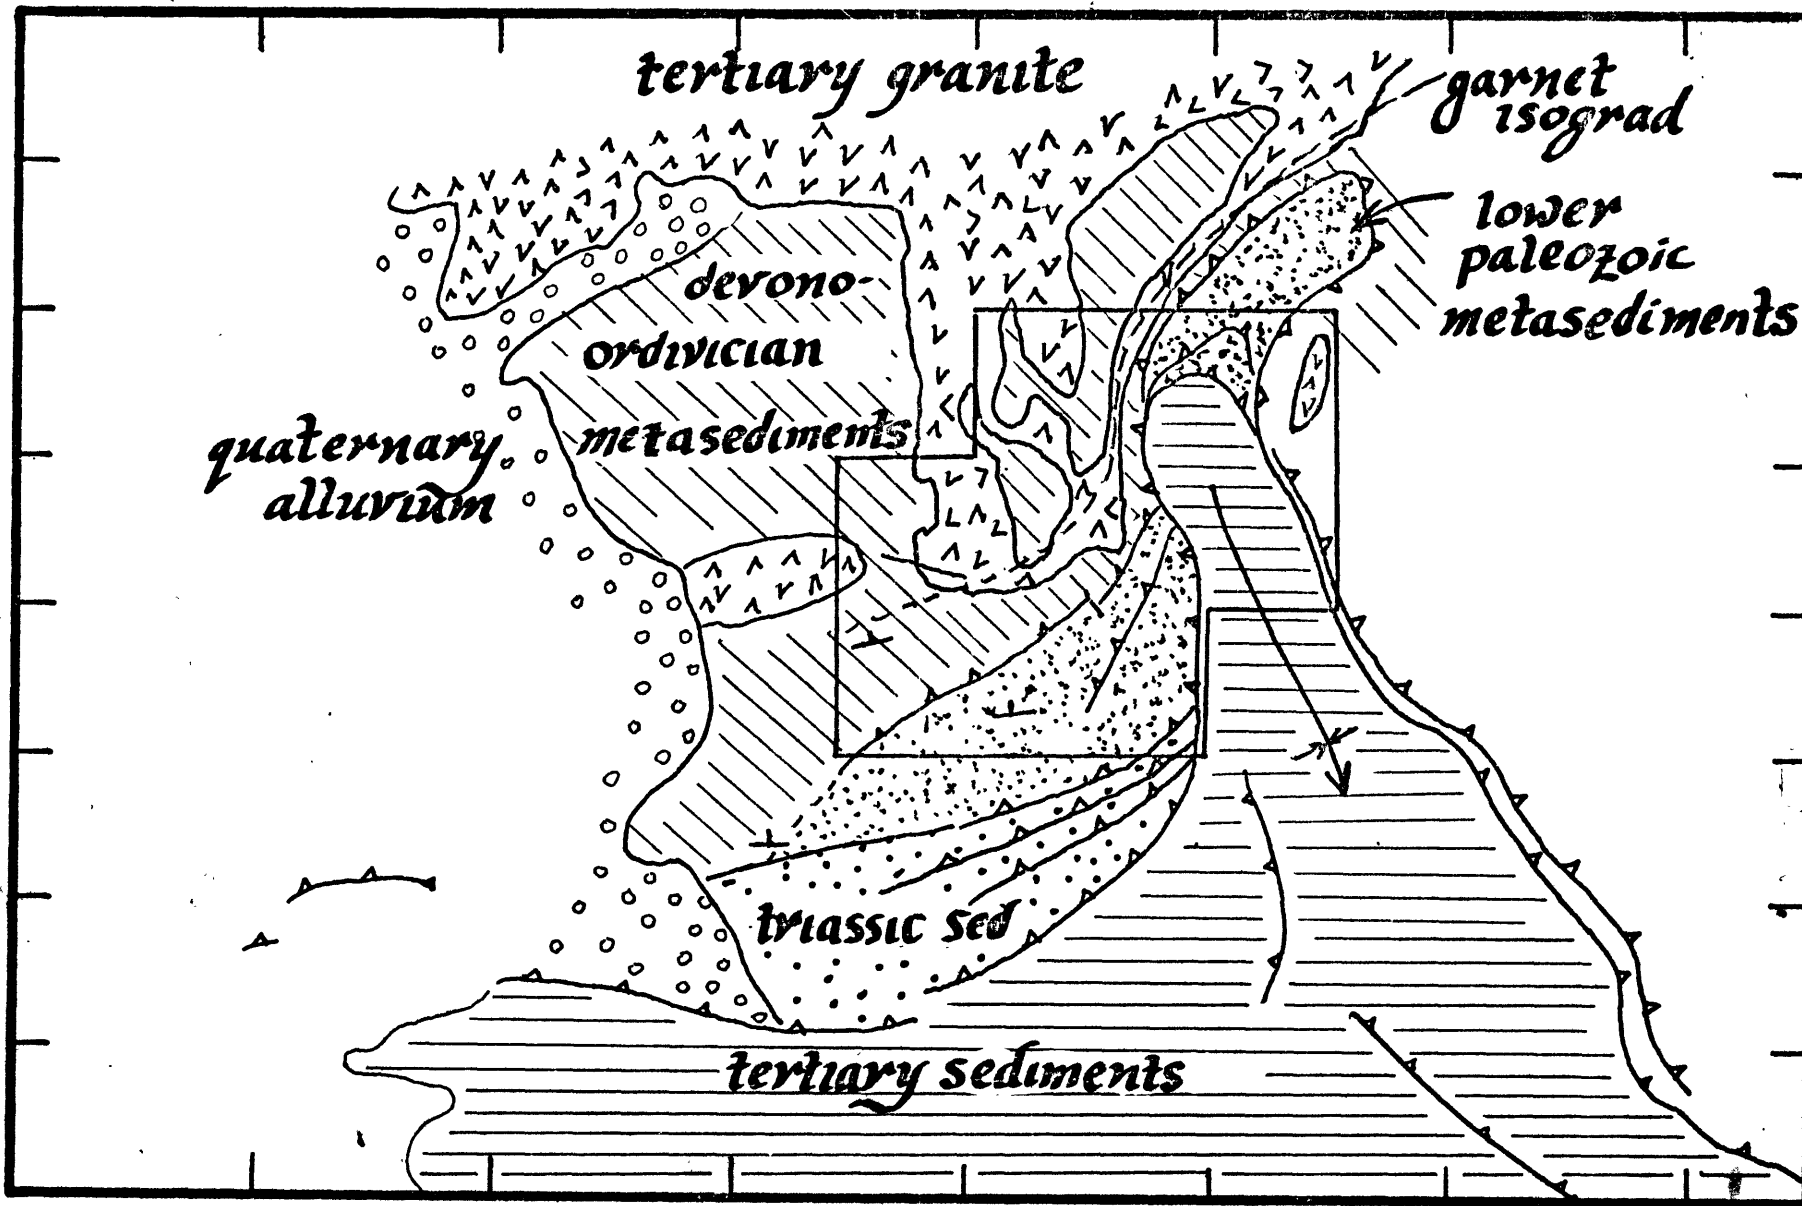 tertiary granite
garnet
isograd
lower
paleozoic
metasediments
devono-
ordivician
metasediments
quaternary
alluvium
triassic sed
tertiary sediments